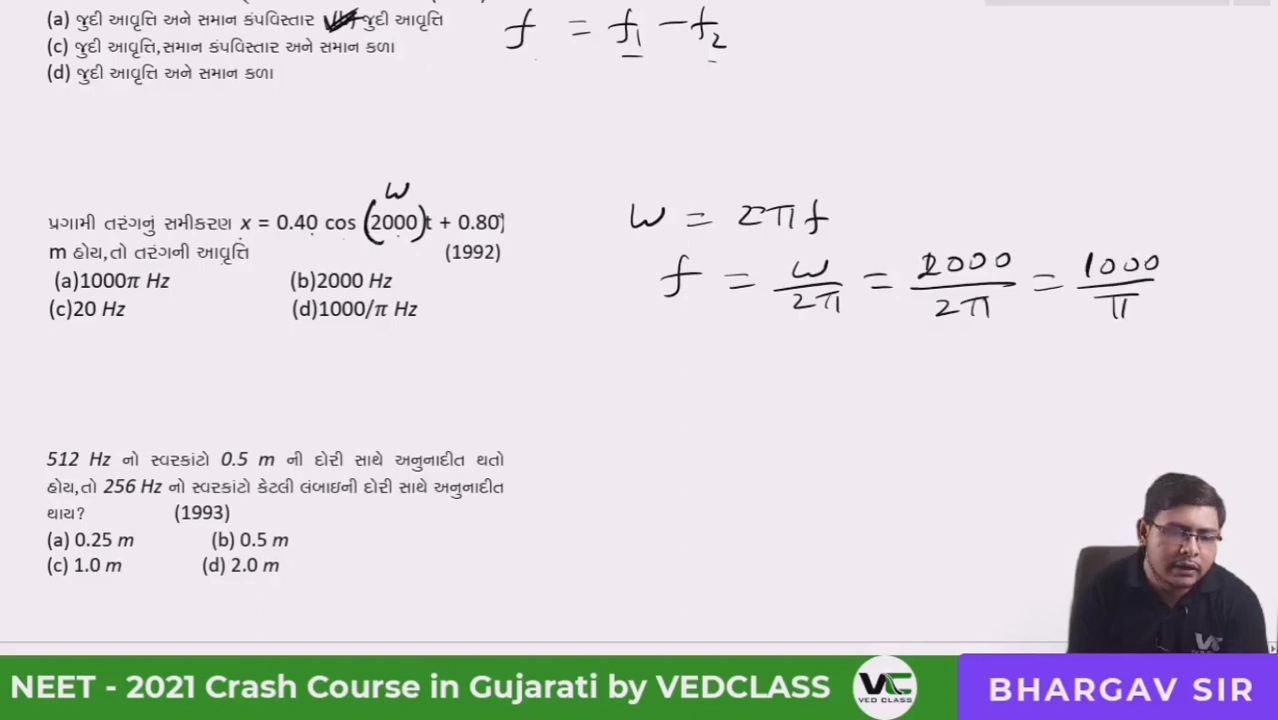 (a) જુદી આવૃત્તિ અને સમાન કંપવિસ્તાર (b) જુદી આવૃત્તિ
(c) જુદી આવૃત્તિ,સમાન કંપવિસ્તાર અને સમાન કળા
(d) જુદી આવૃત્તિ અને સમાન કળા
f = f₁ − f₂
ω
પ્રગામી તરંગનું સમીકરણ x = 0.40 cos (2000)t + 0.80]
m હોય,તો તરંગની આવૃત્તિ (1992)
(a)1000π Hz (b)2000 Hz
(c)20 Hz (d)1000/π Hz
ω = 2πf
f = ω/2π = 2000/2π = 1000/π
512 Hz નો સ્વરકાંટો 0.5 m ની દોરી સાથે અનુનાદીત થતો
હોય,તો 256 Hz નો સ્વરકાંટો કેટલી લંબાઇની દોરી સાથે અનુનાદીત
થાય? (1993)
(a) 0.25 m (b) 0.5 m
(c) 1.0 m (d) 2.0 m
NEET - 2021 Crash Course in Gujarati by VEDCLASS
VC
VED CLASS
BHARGAV SIR